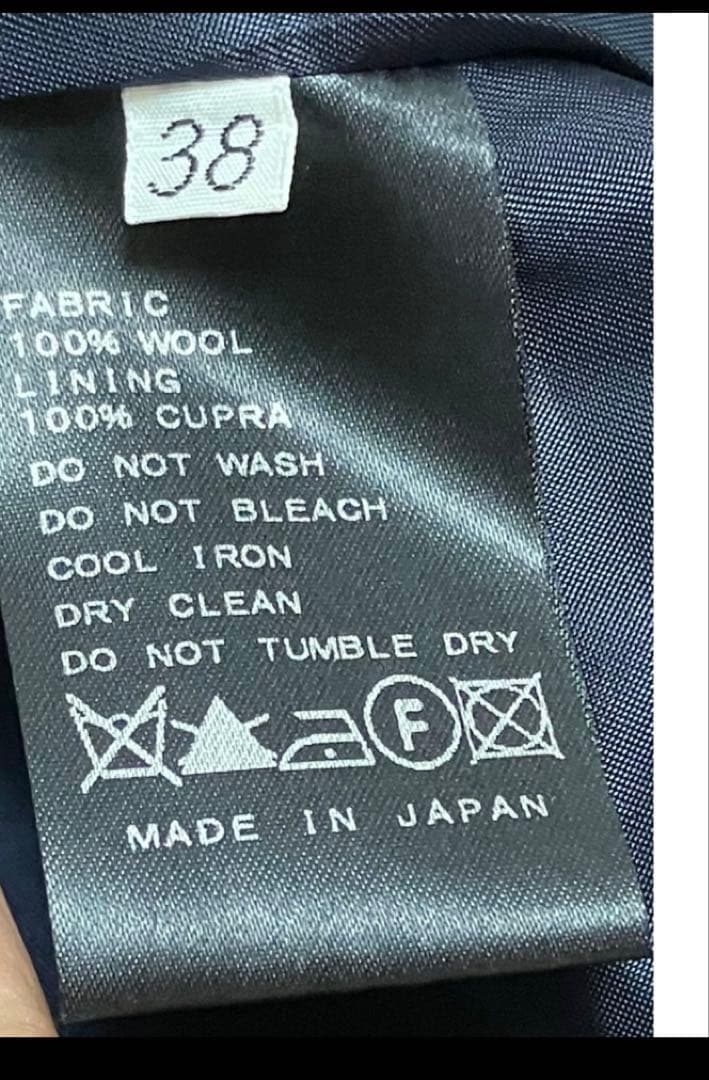 38
FABRIC
100% WOOL
LINING
100% CUPRA
DO NOT WASH
DO NOT BLEACH
COOL IRON
DRY CLEAN
DO NOT TUMBLE DRY
F
MADE IN JAPAN